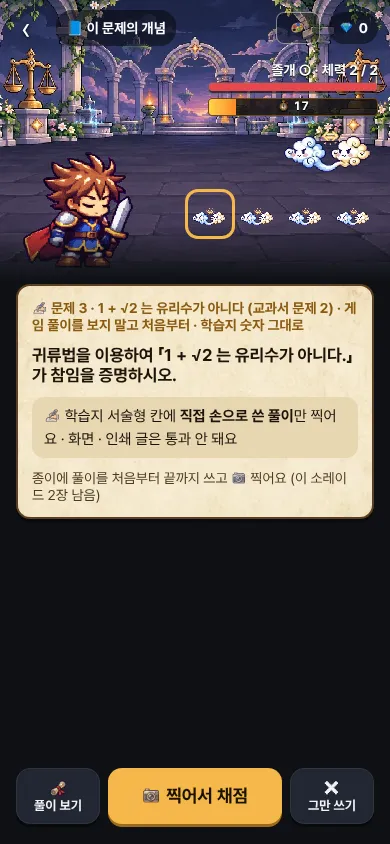 이 문제의 개념
0
졸개 ① · 체력 2 / 2
17
문제 3 · 1 + √2 는 유리수가 아니다 (교과서 문제 2) · 게
임 풀이를 보지 말고 처음부터 · 학습지 숫자 그대로
귀류법을 이용하여 『1 + √2 는 유리수가 아니다.』
가 참임을 증명하시오.
학습지 서술형 칸에 직접 손으로 쓴 풀이만 찍어
요 · 화면 · 인쇄 글은 통과 안 돼요
종이에 풀이를 처음부터 끝까지 쓰고 📷 찍어요 (이 소레이
드 2장 남음)
풀이 보기
찍어서 채점
그만 쓰기